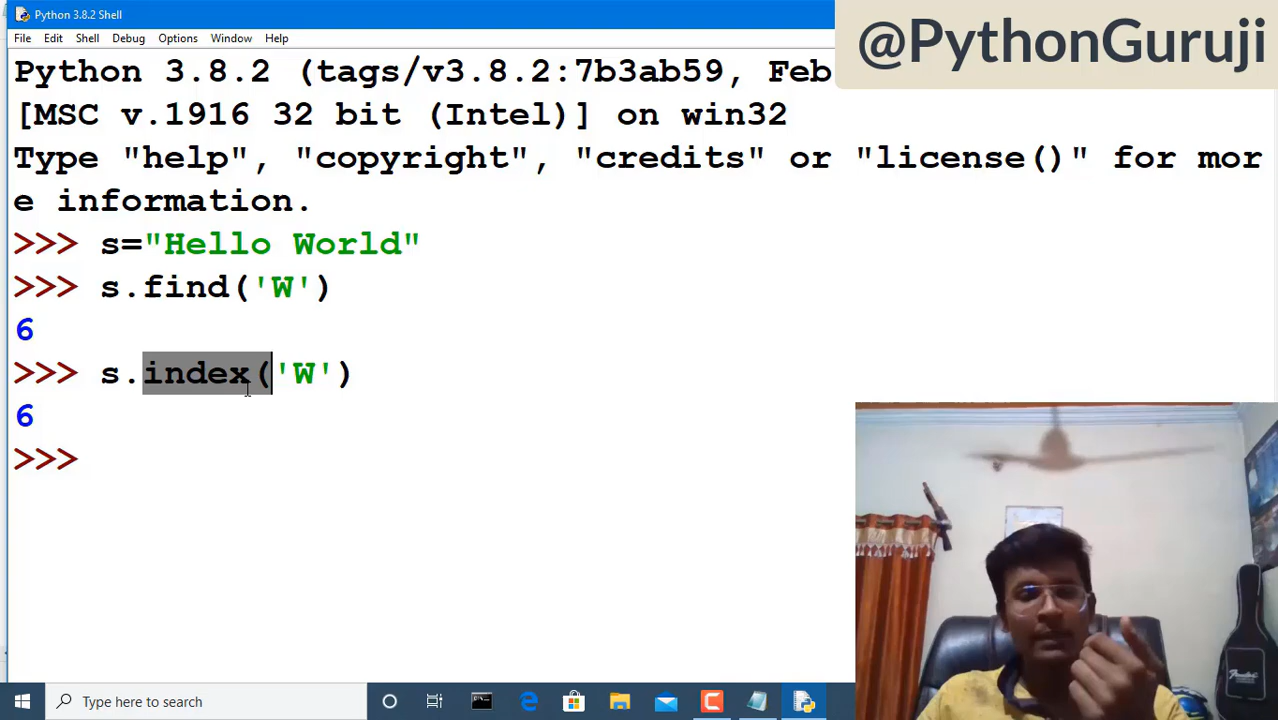 Python 3.8.2 Shell
@PythonGuruji
File Edit Shell Debug Options Window Help
Python 3.8.2 (tags/v3.8.2:7b3ab59, Feb
[MSC v.1916 32 bit (Intel)] on win32
Type "help", "copyright", "credits" or "license()" for mor
e information.
>>> s="Hello World"
>>> s.find('W')
6
>>> s.index('W')
6
>>>
Fender
Type here to search